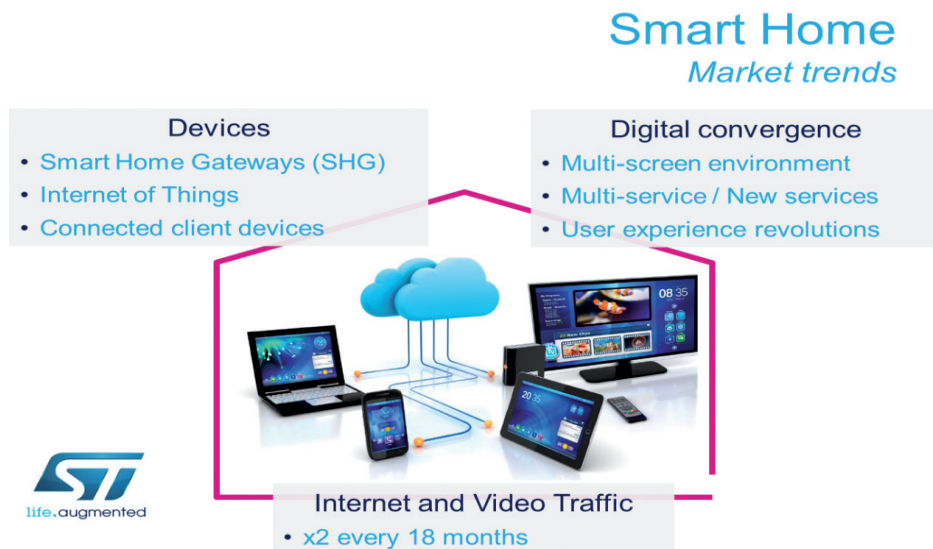 Smart Home
Market trends
Devices
• Smart Home Gateways (SHG)
• Internet of Things
• Connected client devices
Digital convergence
• Multi-screen environment
• Multi-service / New services
• User experience revolutions
08 35
20 35
ST
life.augmented
Internet and Video Traffic
• x2 every 18 months